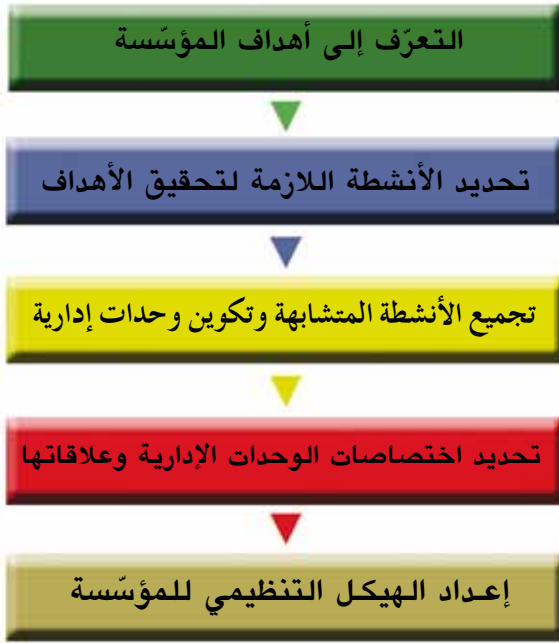 التعرّف إلى أهداف المؤسّسة
تحديد الأنشطة اللازمة لتحقيق الأهداف
تجميع الأنشطة المتشابهة وتكوين وحدات إدارية
تحديد اختصاصات الوحدات الإدارية وعلاقاتها
إعداد الهيكل التنظيمي للمؤسّسة